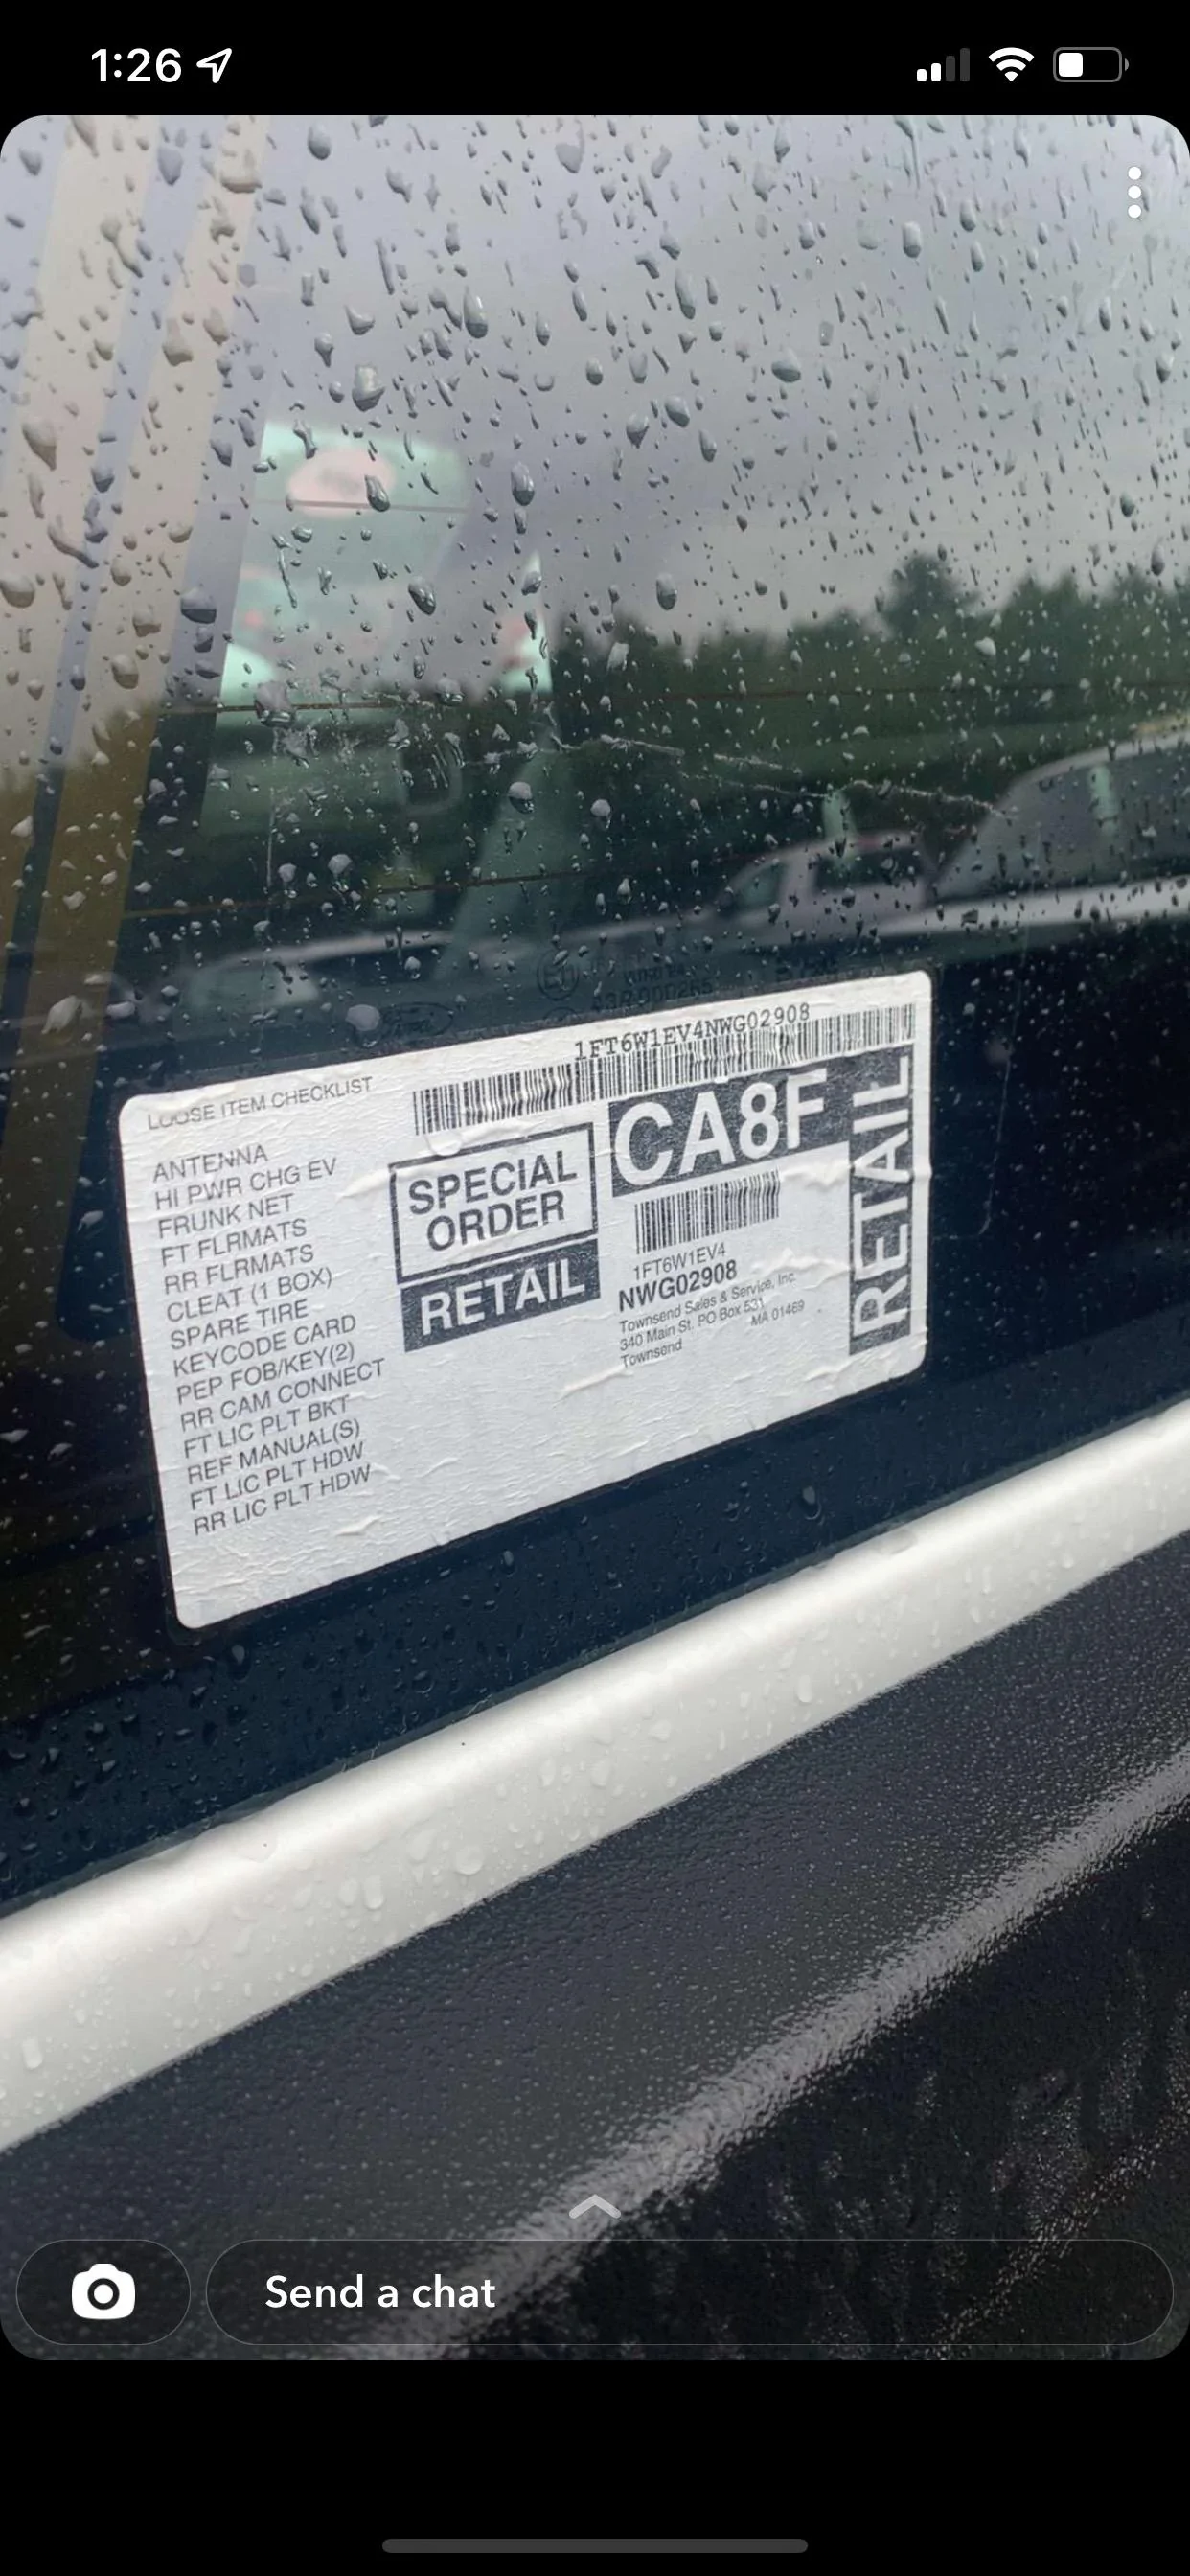 1:26
1FT6W1EV4NWG02908
LOOSE ITEM CHECKLIST
ANTENNA
HI PWR CHG EV
FRUNK NET
FT FLRMATS
RR FLRMATS
CLEAT (1 BOX)
SPARE TIRE
KEYCODE CARD
PEP FOB/KEY(2)
RR CAM CONNECT
FT LIC PLT BKT
REF MANUAL(S)
FT LIC PLT HDW
RR LIC PLT HDW
SPECIAL
ORDER
RETAIL
CA8F
1FT6W1EV4
NWG02908
Townsend Sales & Service, Inc.
340 Main St. PO Box 531
Townsend MA 01469
RETAIL
Send a chat